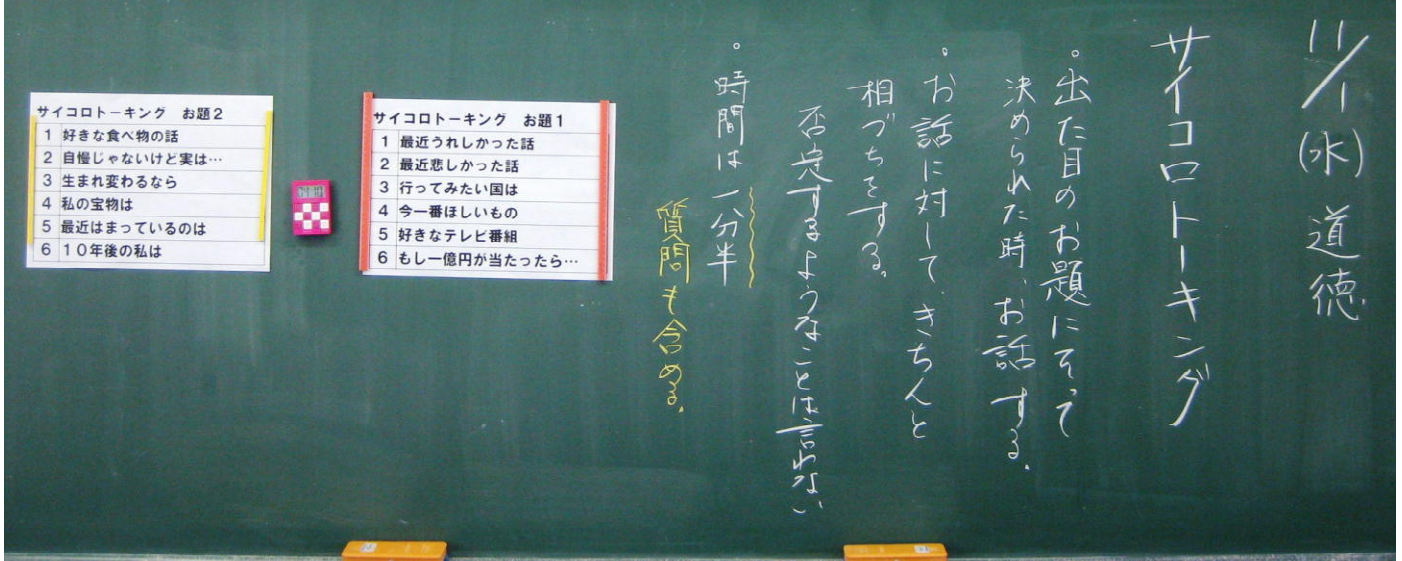 11/1(水) 道徳
サイコロトーキング
。出た目のお題にそって
決められた時、お話する。
。お話に対して、きちんと
相づちをする。
否定するようなことは言わない
。時間は一分半
質問も含める。
サイコロトーキング お題1
1 最近うれしかった話
2 最近悲しかった話
3 行ってみたい国は
4 今一番ほしいもの
5 好きなテレビ番組
6 もし一億円が当たったら…
サイコロトーキング お題2
1 好きな食べ物の話
2 自慢じゃないけど実は…
3 生まれ変わるなら
4 私の宝物は
5 最近はまっているのは
6 10年後の私は